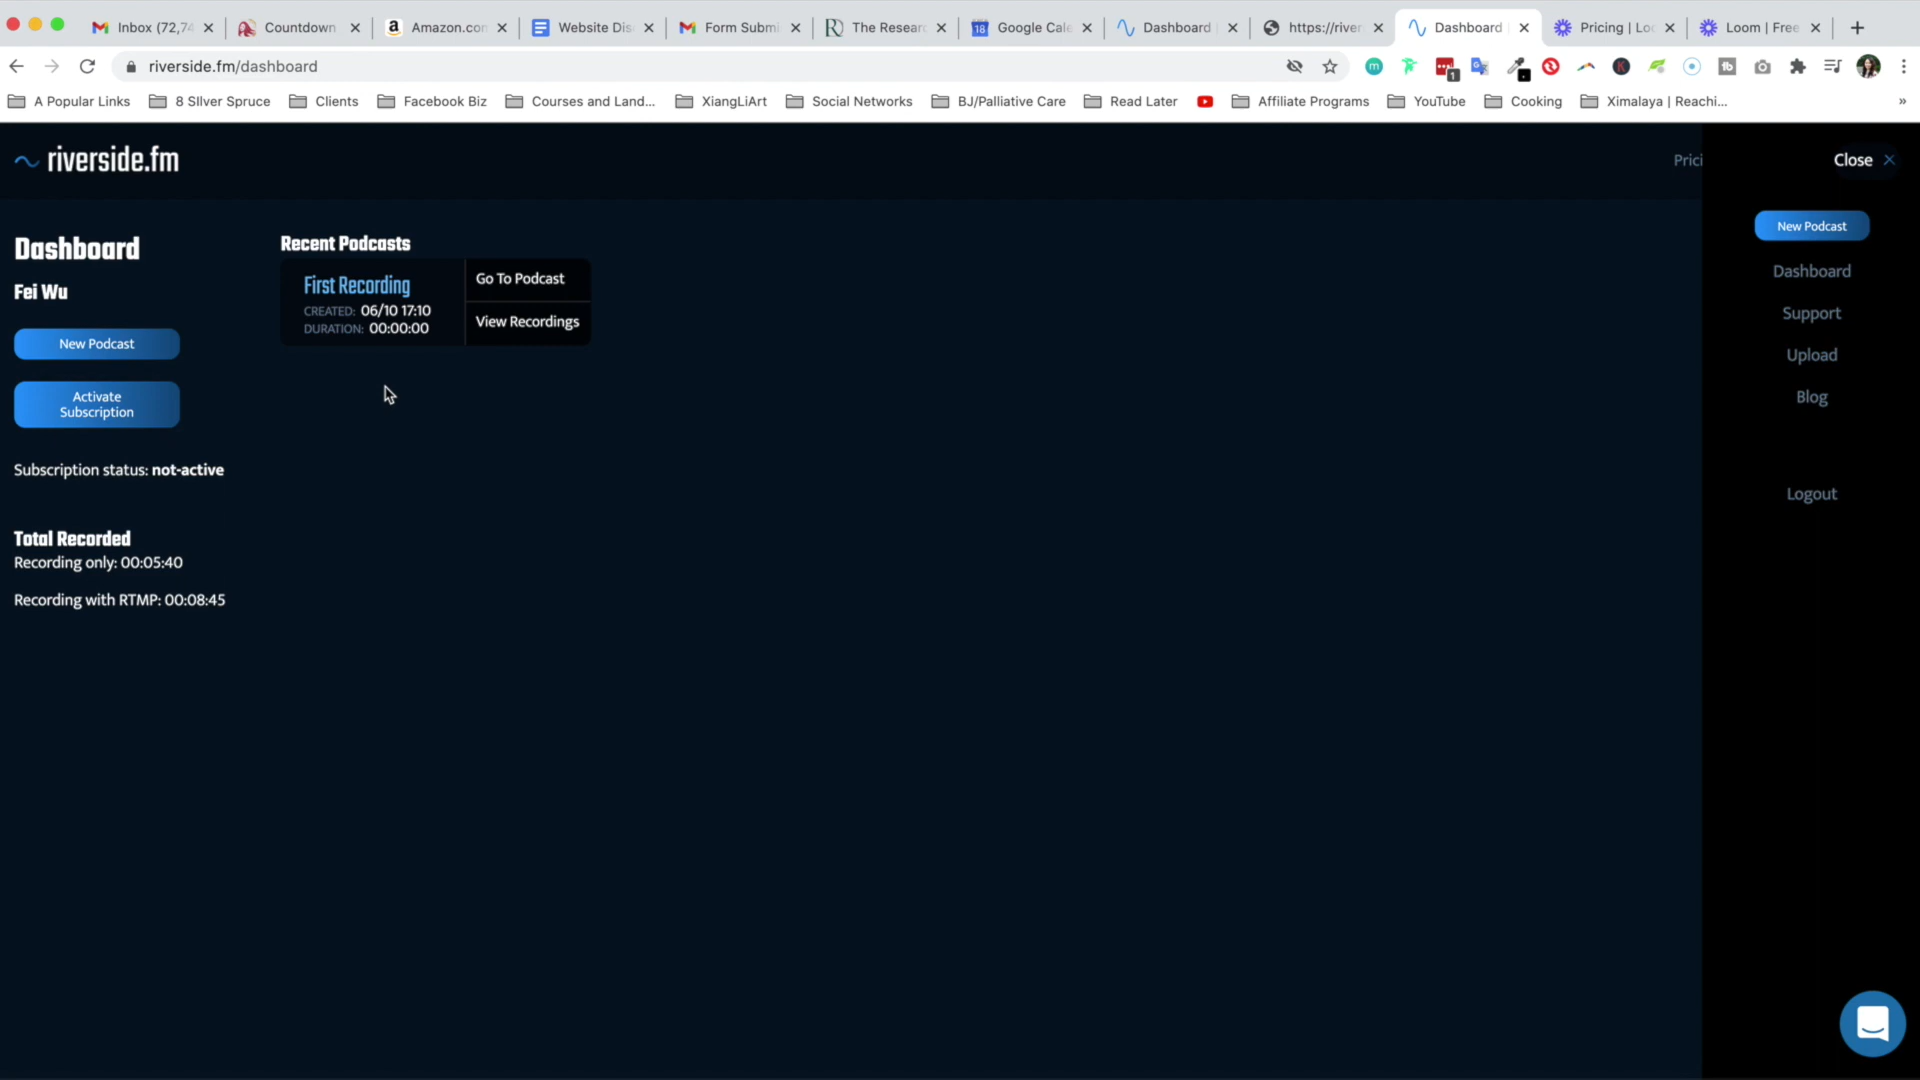 Inbox (72,74
Countdown
Amazon.con
Website Dis
Form Submi
The Researc
Google Cale
Dashboard
https://river
Dashboard
Pricing | Loo
Loom | Free
riverside.fm/dashboard
A Popular Links
8 SIlver Spruce
Clients
Facebook Biz
Courses and Land...
XiangLiArt
Social Networks
BJ/Palliative Care
Read Later
Affiliate Programs
YouTube
Cooking
Ximalaya | Reachi...
riverside.fm
Prici
Close
Dashboard
Fei Wu
New Podcast
Activate
Subscription
Subscription status: not-active
Total Recorded
Recording only: 00:05:40
Recording with RTMP: 00:08:45
Recent Podcasts
First Recording
CREATED: 06/10 17:10
DURATION: 00:00:00
Go To Podcast
View Recordings
New Podcast
Dashboard
Support
Upload
Blog
Logout